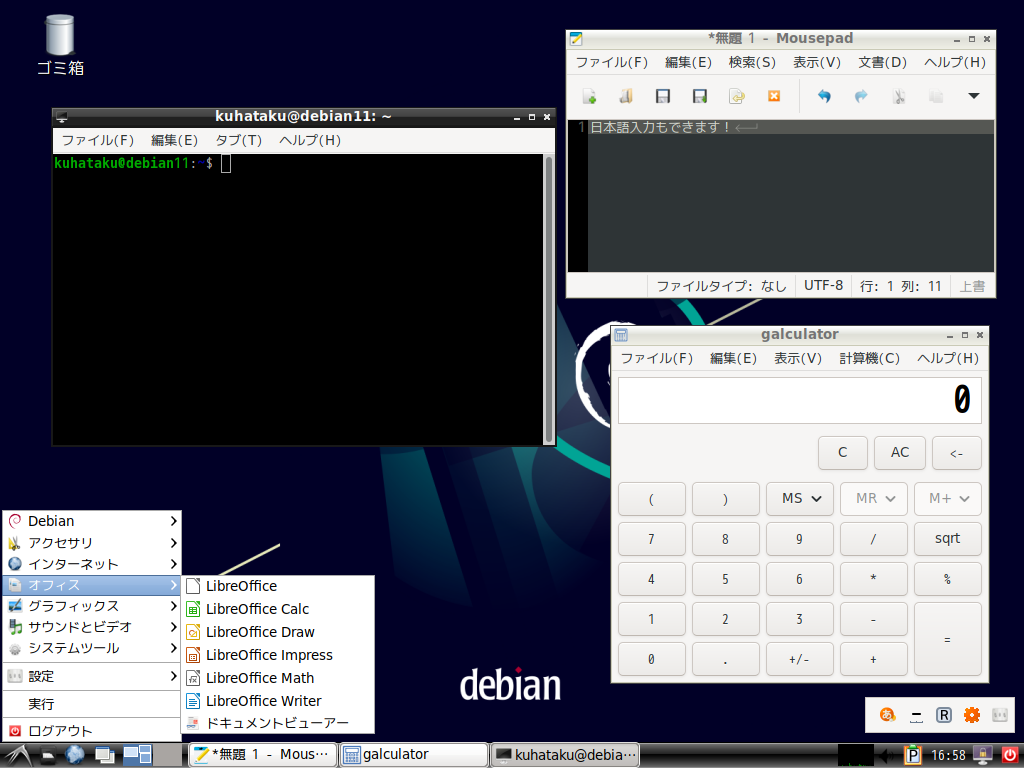 ゴミ箱
kuhataku@debian11: ~
ファイル(F) 編集(E) タブ(T) ヘルプ(H)
kuhataku@debian11:~$
*無題 1 - Mousepad
ファイル(F) 編集(E) 検索(S) 表示(V) 文書(D) ヘルプ(H)
1 日本語入力もできます！
ファイルタイプ: なし UTF-8 行: 1 列: 11 上書
galculator
ファイル(F) 編集(E) 表示(V) 計算機(C) ヘルプ(H)
0
C AC <-
( ) MS MR M+
7 8 9 / sqrt
4 5 6 * %
1 2 3 - =
0 . +/- +
Debian
アクセサリ
インターネット
オフィス
グラフィックス
サウンドとビデオ
システムツール
設定
実行
ログアウト
LibreOffice
LibreOffice Calc
LibreOffice Draw
LibreOffice Impress
LibreOffice Math
LibreOffice Writer
ドキュメントビューアー
debian
あ R
*無題 1 - Mous… galculator kuhataku@debia… P 16:58